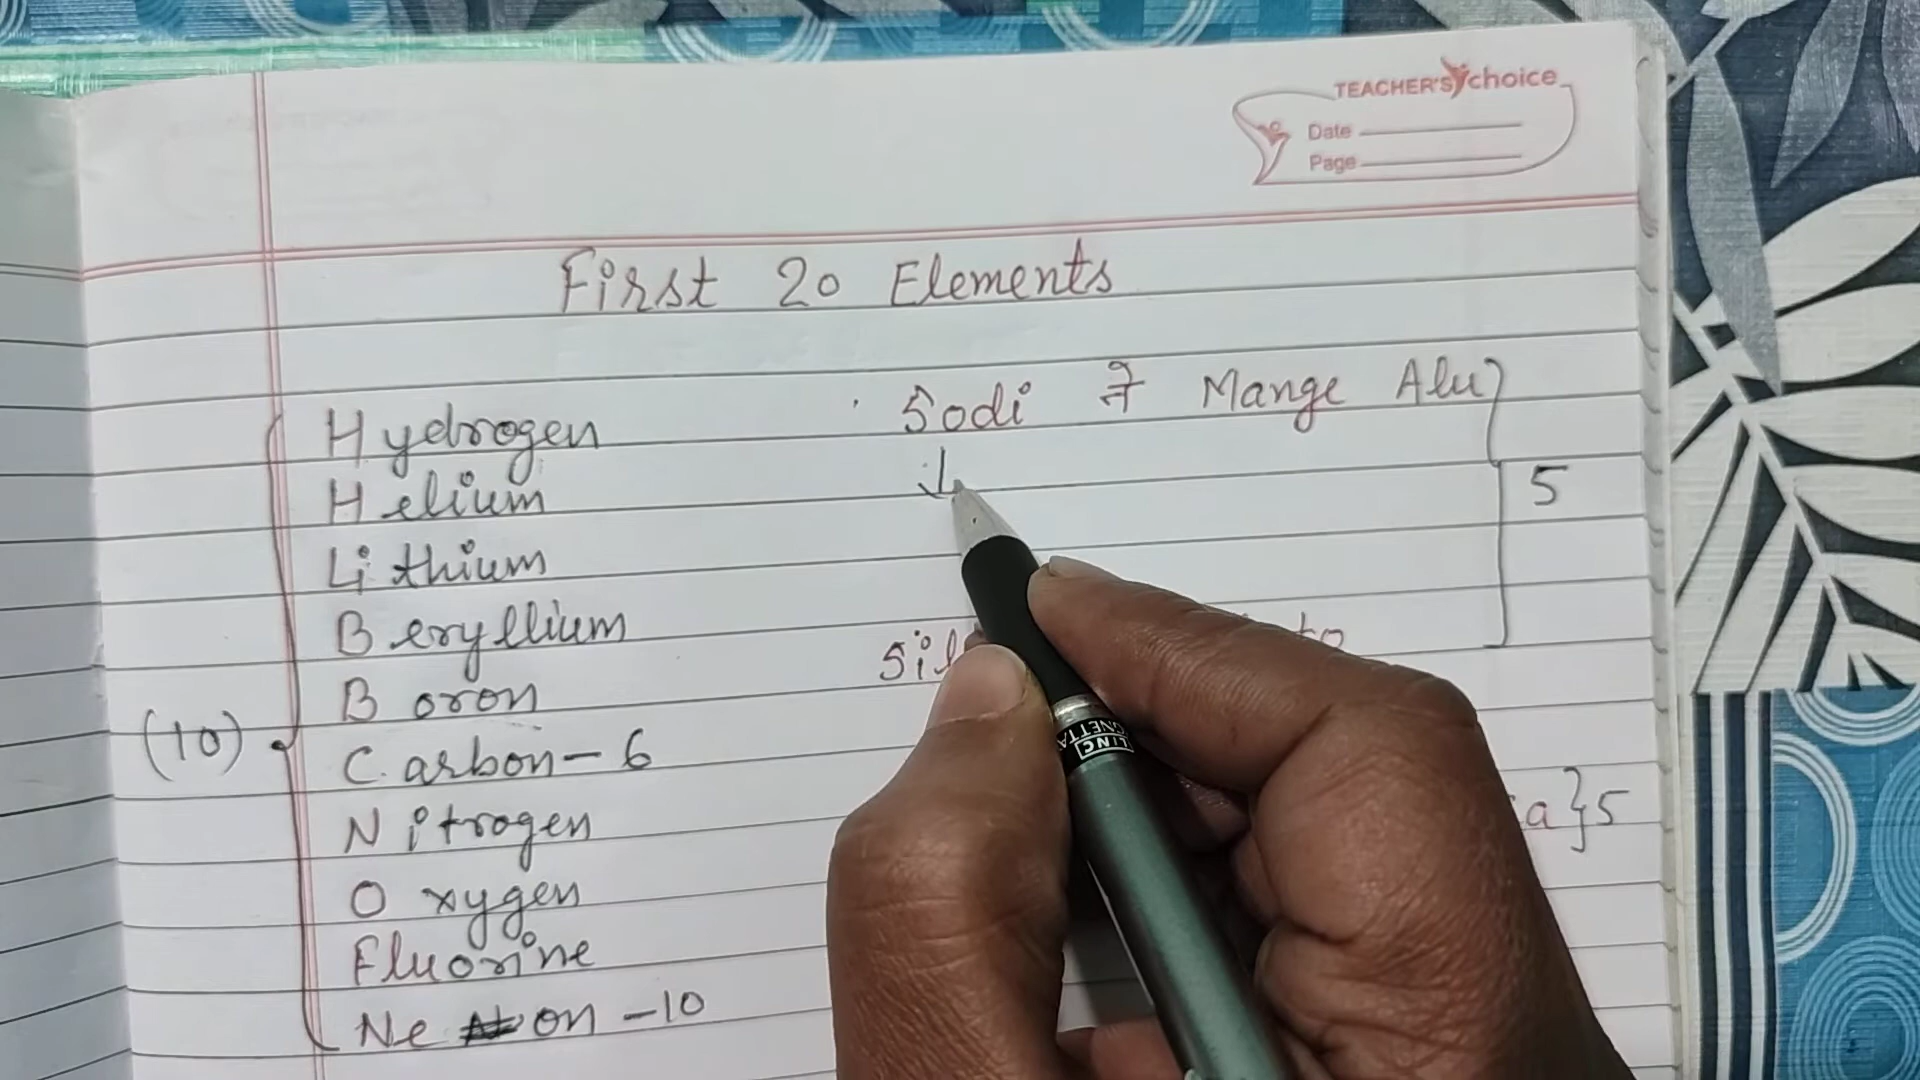 TEACHER'S choice
Date
Page
First 20 Elements
Sodi ने Mange Alu
Hydrogen
Helium
5
Lithium
Beryllium
Boron
(10)
Carbon - 6
Nitrogen
a } 5
Oxygen
Fluorine
Ne on - 10
LINC